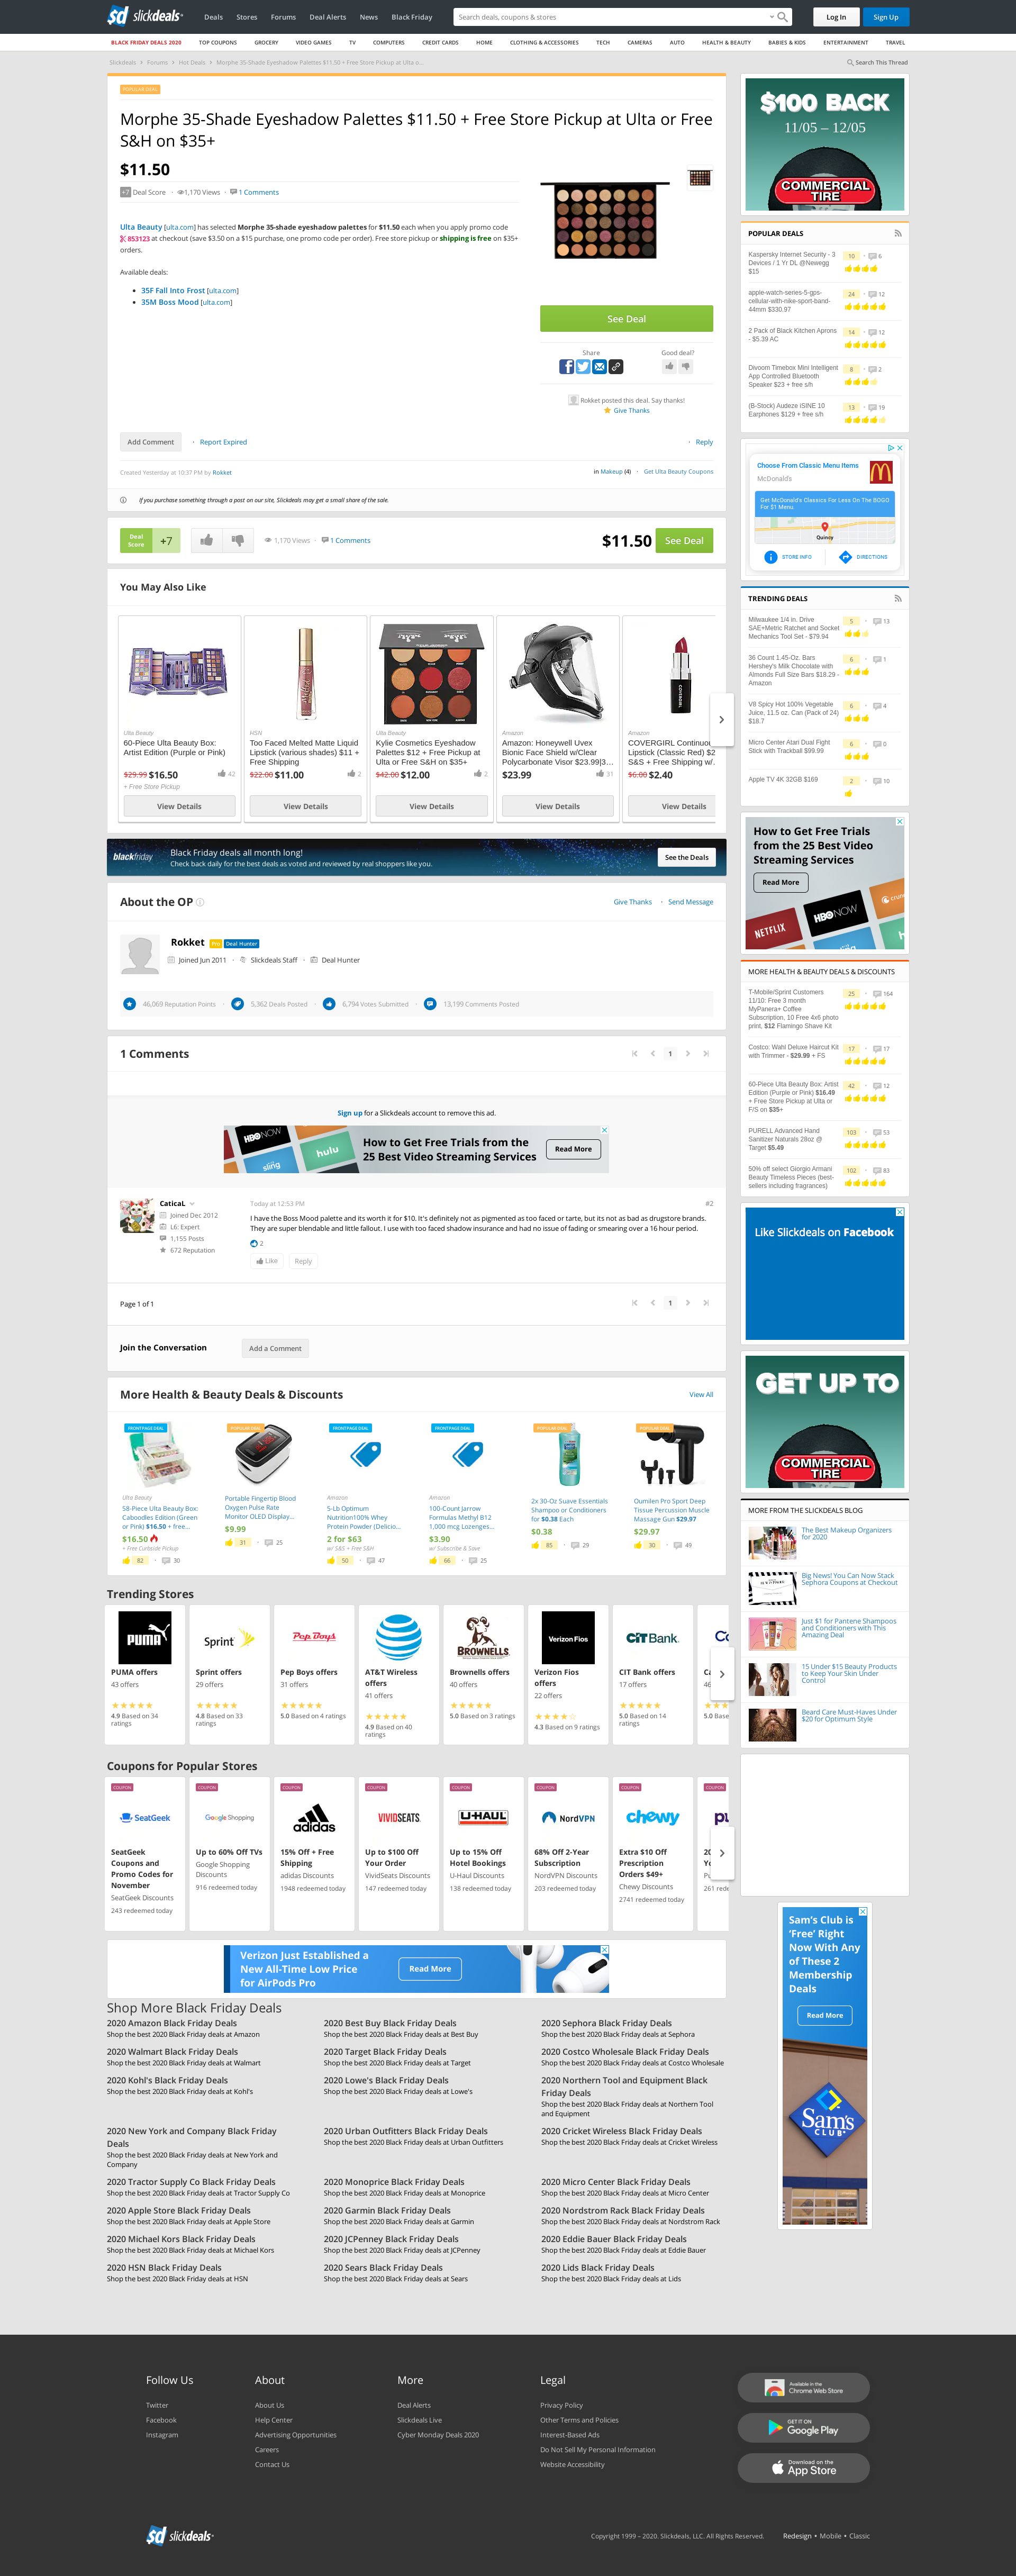 slickdeals
Deals Stores Forums Deal Alerts News Black Friday
Search deals, coupons & stores
Log In Sign Up
BLACK FRIDAY DEALS 2020 TOP COUPONS GROCERY VIDEO GAMES TV COMPUTERS CREDIT CARDS HOME CLOTHING & ACCESSORIES TECH CAMERAS AUTO HEALTH & BEAUTY BABIES & KIDS ENTERTAINMENT TRAVEL
Slickdeals Forums Hot Deals Morphe 35-Shade Eyeshadow Palettes $11.50 + Free Store Pickup at Ulta o...
Search This Thread
POPULAR DEAL
Morphe 35-Shade Eyeshadow Palettes $11.50 + Free Store Pickup at Ulta or Free
S&H on $35+
$11.50
+7 Deal Score 1,170 Views 1 Comments
Ulta Beauty [ulta.com] has selected Morphe 35-shade eyeshadow palettes for $11.50 each when you apply promo code
853123 at checkout (save $3.50 on a $15 purchase, one promo code per order). Free store pickup or shipping is free on $35+
orders.
Available deals:
35F Fall Into Frost [ulta.com]
35M Boss Mood [ulta.com]
See Deal
Share Good deal?
Rokket posted this deal. Say thanks!
Give Thanks
Add Comment Report Expired Reply
Created Yesterday at 10:37 PM by Rokket
in Makeup (4) Get Ulta Beauty Coupons
If you purchase something through a post on our site, Slickdeals may get a small share of the sale.
Deal
Score
+7
1,170 Views 1 Comments
$11.50 See Deal
You May Also Like
Ulta Beauty
60-Piece Ulta Beauty Box:
Artist Edition (Purple or Pink)
$29.99 $16.50 42
+ Free Store Pickup
View Details
HSN
Too Faced Melted Matte Liquid
Lipstick (various shades) $11 +
Free Shipping
$22.00 $11.00 2
View Details
Ulta Beauty
Kylie Cosmetics Eyeshadow
Palettes $12 + Free Pickup at
Ulta or Free S&H on $35+
$42.00 $12.00 2
View Details
Amazon
Amazon: Honeywell Uvex
Bionic Face Shield w/Clear
Polycarbonate Visor $23.99|3...
$23.99 31
View Details
Amazon
COVERGIRL Continuou
Lipstick (Classic Red) $2
S&S + Free Shipping w/.
$6.00 $2.40
View Details
blackfriday
Black Friday deals all month long!
Check back daily for the best deals as voted and reviewed by real shoppers like you.
See the Deals
About the OP
Give Thanks Send Message
Rokket Pro Deal Hunter
Joined Jun 2011 Slickdeals Staff Deal Hunter
46,069 Reputation Points 5,362 Deals Posted 6,794 Votes Submitted 13,199 Comments Posted
1 Comments
1
Sign up for a Slickdeals account to remove this ad.
HBO NOW
sling
hulu
How to Get Free Trials from the
25 Best Video Streaming Services
Read More
CaticaL
Joined Dec 2012
L6: Expert
1,155 Posts
672 Reputation
Today at 12:53 PM #2
I have the Boss Mood palette and its worth it for $10. It's definitely not as pigmented as too faced or tarte, but its not as bad as drugstore brands.
They are super blendable and little fallout. I use with too faced shadow insurance and had no issue of fading or smearing over a 16 hour period.
2
Like Reply
Page 1 of 1
1
Join the Conversation
Add a Comment
More Health & Beauty Deals & Discounts
View All
FRONTPAGE DEAL
Ulta Beauty
58-Piece Ulta Beauty Box:
Caboodles Edition (Green
or Pink) $16.50 + free...
$16.50
+ Free Curbside Pickup
82 30
POPULAR DEAL
Portable Fingertip Blood
Oxygen Pulse Rate
Monitor OLED Display...
$9.99
31 25
FRONTPAGE DEAL
Amazon
5-Lb Optimum
Nutrition100% Whey
Protein Powder (Delicio...
2 for $63
w/ S&S + Free S&H
50 47
FRONTPAGE DEAL
Amazon
100-Count Jarrow
Formulas Methyl B12
1,000 mcg Lozenges...
$3.90
w/ Subscribe & Save
66 25
POPULAR DEAL
2x 30-Oz Suave Essentials
Shampoo or Conditioners
for $0.38 Each
$0.38
85 29
POPULAR DEAL
Oumilen Pro Sport Deep
Tissue Percussion Muscle
Massage Gun $29.97
$29.97
30 49
Trending Stores
PUMA
PUMA offers
43 offers
4.9 Based on 34
ratings
Sprint
Sprint offers
29 offers
4.8 Based on 33
ratings
Pep Boys
Pep Boys offers
31 offers
5.0 Based on 4 ratings
AT&T
AT&T Wireless
offers
41 offers
4.9 Based on 40
ratings
BROWNELLS
Brownells offers
40 offers
5.0 Based on 3 ratings
Verizon Fios
Verizon Fios
offers
22 offers
4.3 Based on 9 ratings
CIT Bank
CIT Bank offers
17 offers
5.0 Based on 14
ratings
Ca
46
5.0 Base
Coupons for Popular Stores
COUPON
SeatGeek
SeatGeek
Coupons and
Promo Codes for
November
SeatGeek Discounts
243 redeemed today
COUPON
Google Shopping
Up to 60% Off TVs
Google Shopping
Discounts
916 redeemed today
COUPON
adidas
15% Off + Free
Shipping
adidas Discounts
1948 redeemed today
COUPON
VIVIDSEATS
Up to $100 Off
Your Order
VividSeats Discounts
147 redeemed today
COUPON
U-HAUL
Up to 15% Off
Hotel Bookings
U-Haul Discounts
138 redeemed today
COUPON
NordVPN
68% Off 2-Year
Subscription
NordVPN Discounts
203 redeemed today
COUPON
chewy
Extra $10 Off
Prescription
Orders $49+
Chewy Discounts
2741 redeemed today
COUPON
pu
20
Yo
Pu
261 rede
Verizon Just Established a
New All-Time Low Price
for AirPods Pro
Read More
Shop More Black Friday Deals
2020 Amazon Black Friday Deals
Shop the best 2020 Black Friday deals at Amazon
2020 Best Buy Black Friday Deals
Shop the best 2020 Black Friday deals at Best Buy
2020 Sephora Black Friday Deals
Shop the best 2020 Black Friday deals at Sephora
2020 Walmart Black Friday Deals
Shop the best 2020 Black Friday deals at Walmart
2020 Target Black Friday Deals
Shop the best 2020 Black Friday deals at Target
2020 Costco Wholesale Black Friday Deals
Shop the best 2020 Black Friday deals at Costco Wholesale
2020 Kohl's Black Friday Deals
Shop the best 2020 Black Friday deals at Kohl's
2020 Lowe's Black Friday Deals
Shop the best 2020 Black Friday deals at Lowe's
2020 Northern Tool and Equipment Black
Friday Deals
Shop the best 2020 Black Friday deals at Northern Tool
and Equipment
2020 New York and Company Black Friday
Deals
Shop the best 2020 Black Friday deals at New York and
Company
2020 Urban Outfitters Black Friday Deals
Shop the best 2020 Black Friday deals at Urban Outfitters
2020 Cricket Wireless Black Friday Deals
Shop the best 2020 Black Friday deals at Cricket Wireless
2020 Tractor Supply Co Black Friday Deals
Shop the best 2020 Black Friday deals at Tractor Supply Co
2020 Monoprice Black Friday Deals
Shop the best 2020 Black Friday deals at Monoprice
2020 Micro Center Black Friday Deals
Shop the best 2020 Black Friday deals at Micro Center
2020 Apple Store Black Friday Deals
Shop the best 2020 Black Friday deals at Apple Store
2020 Garmin Black Friday Deals
Shop the best 2020 Black Friday deals at Garmin
2020 Nordstrom Rack Black Friday Deals
Shop the best 2020 Black Friday deals at Nordstrom Rack
2020 Michael Kors Black Friday Deals
Shop the best 2020 Black Friday deals at Michael Kors
2020 JCPenney Black Friday Deals
Shop the best 2020 Black Friday deals at JCPenney
2020 Eddie Bauer Black Friday Deals
Shop the best 2020 Black Friday deals at Eddie Bauer
2020 HSN Black Friday Deals
Shop the best 2020 Black Friday deals at HSN
2020 Sears Black Friday Deals
Shop the best 2020 Black Friday deals at Sears
2020 Lids Black Friday Deals
Shop the best 2020 Black Friday deals at Lids
$100 BACK
11/05 – 12/05
COMMERCIAL
TIRE
POPULAR DEALS
Kaspersky Internet Security - 3
Devices / 1 Yr DL @Newegg
$15
10 6
apple-watch-series-5-gps-
cellular-with-nike-sport-band-
44mm $330.97
24 12
2 Pack of Black Kitchen Aprons
- $5.39 AC
14 12
Divoom Timebox Mini Intelligent
App Controlled Bluetooth
Speaker $23 + free s/h
8 2
(B-Stock) Audeze iSINE 10
Earphones $129 + free s/h
13 19
Choose From Classic Menu Items
McDonald's
Get McDonald's Classics For Less On The BOGO
For $1 Menu.
Quincy
STORE INFO DIRECTIONS
TRENDING DEALS
Milwaukee 1/4 in. Drive
SAE+Metric Ratchet and Socket
Mechanics Tool Set - $79.94
5 13
36 Count 1.45-Oz. Bars
Hershey's Milk Chocolate with
Almonds Full Size Bars $18.29 -
Amazon
6 1
V8 Spicy Hot 100% Vegetable
Juice, 11.5 oz. Can (Pack of 24)
$18.7
6 4
Micro Center Atari Dual Fight
Stick with Trackball $99.99
6 0
Apple TV 4K 32GB $169
2 10
How to Get Free Trials
from the 25 Best Video
Streaming Services
Read More
NETFLIX
HBO NOW
sling
hulu
crunc
MORE HEALTH & BEAUTY DEALS & DISCOUNTS
T-Mobile/Sprint Customers
11/10: Free 3 month
MyPanera+ Coffee
Subscription, 10 Free 4x6 photo
print, $12 Flamingo Shave Kit
25 164
Costco: Wahl Deluxe Haircut Kit
with Trimmer - $29.99 + FS
17 17
60-Piece Ulta Beauty Box: Artist
Edition (Purple or Pink) $16.49
+ Free Store Pickup at Ulta or
F/S on $35+
42 12
PURELL Advanced Hand
Sanitizer Naturals 28oz @
Target $5.49
103 53
50% off select Giorgio Armani
Beauty Timeless Pieces (best-
sellers including fragrances)
102 83
Like Slickdeals on Facebook
GET UP TO
COMMERCIAL
TIRE
MORE FROM THE SLICKDEALS BLOG
The Best Makeup Organizers
for 2020
Big News! You Can Now Stack
Sephora Coupons at Checkout
Just $1 for Pantene Shampoos
and Conditioners with This
Amazing Deal
15 Under $15 Beauty Products
to Keep Your Skin Under
Control
Beard Care Must-Haves Under
$20 for Optimum Style
Sam's Club is
'Free' Right
Now With Any
of These 2
Membership
Deals
Read More
Sam's
CLUB
Follow Us
Twitter
Facebook
Instagram
About
About Us
Help Center
Advertising Opportunities
Careers
Contact Us
More
Deal Alerts
Slickdeals Live
Cyber Monday Deals 2020
Legal
Privacy Policy
Other Terms and Policies
Interest-Based Ads
Do Not Sell My Personal Information
Website Accessibility
Available in the
Chrome Web Store
GET IT ON
Google Play
Download on the
App Store
slickdeals
Copyright 1999 – 2020. Slickdeals, LLC. All Rights Reserved. Redesign • Mobile • Classic